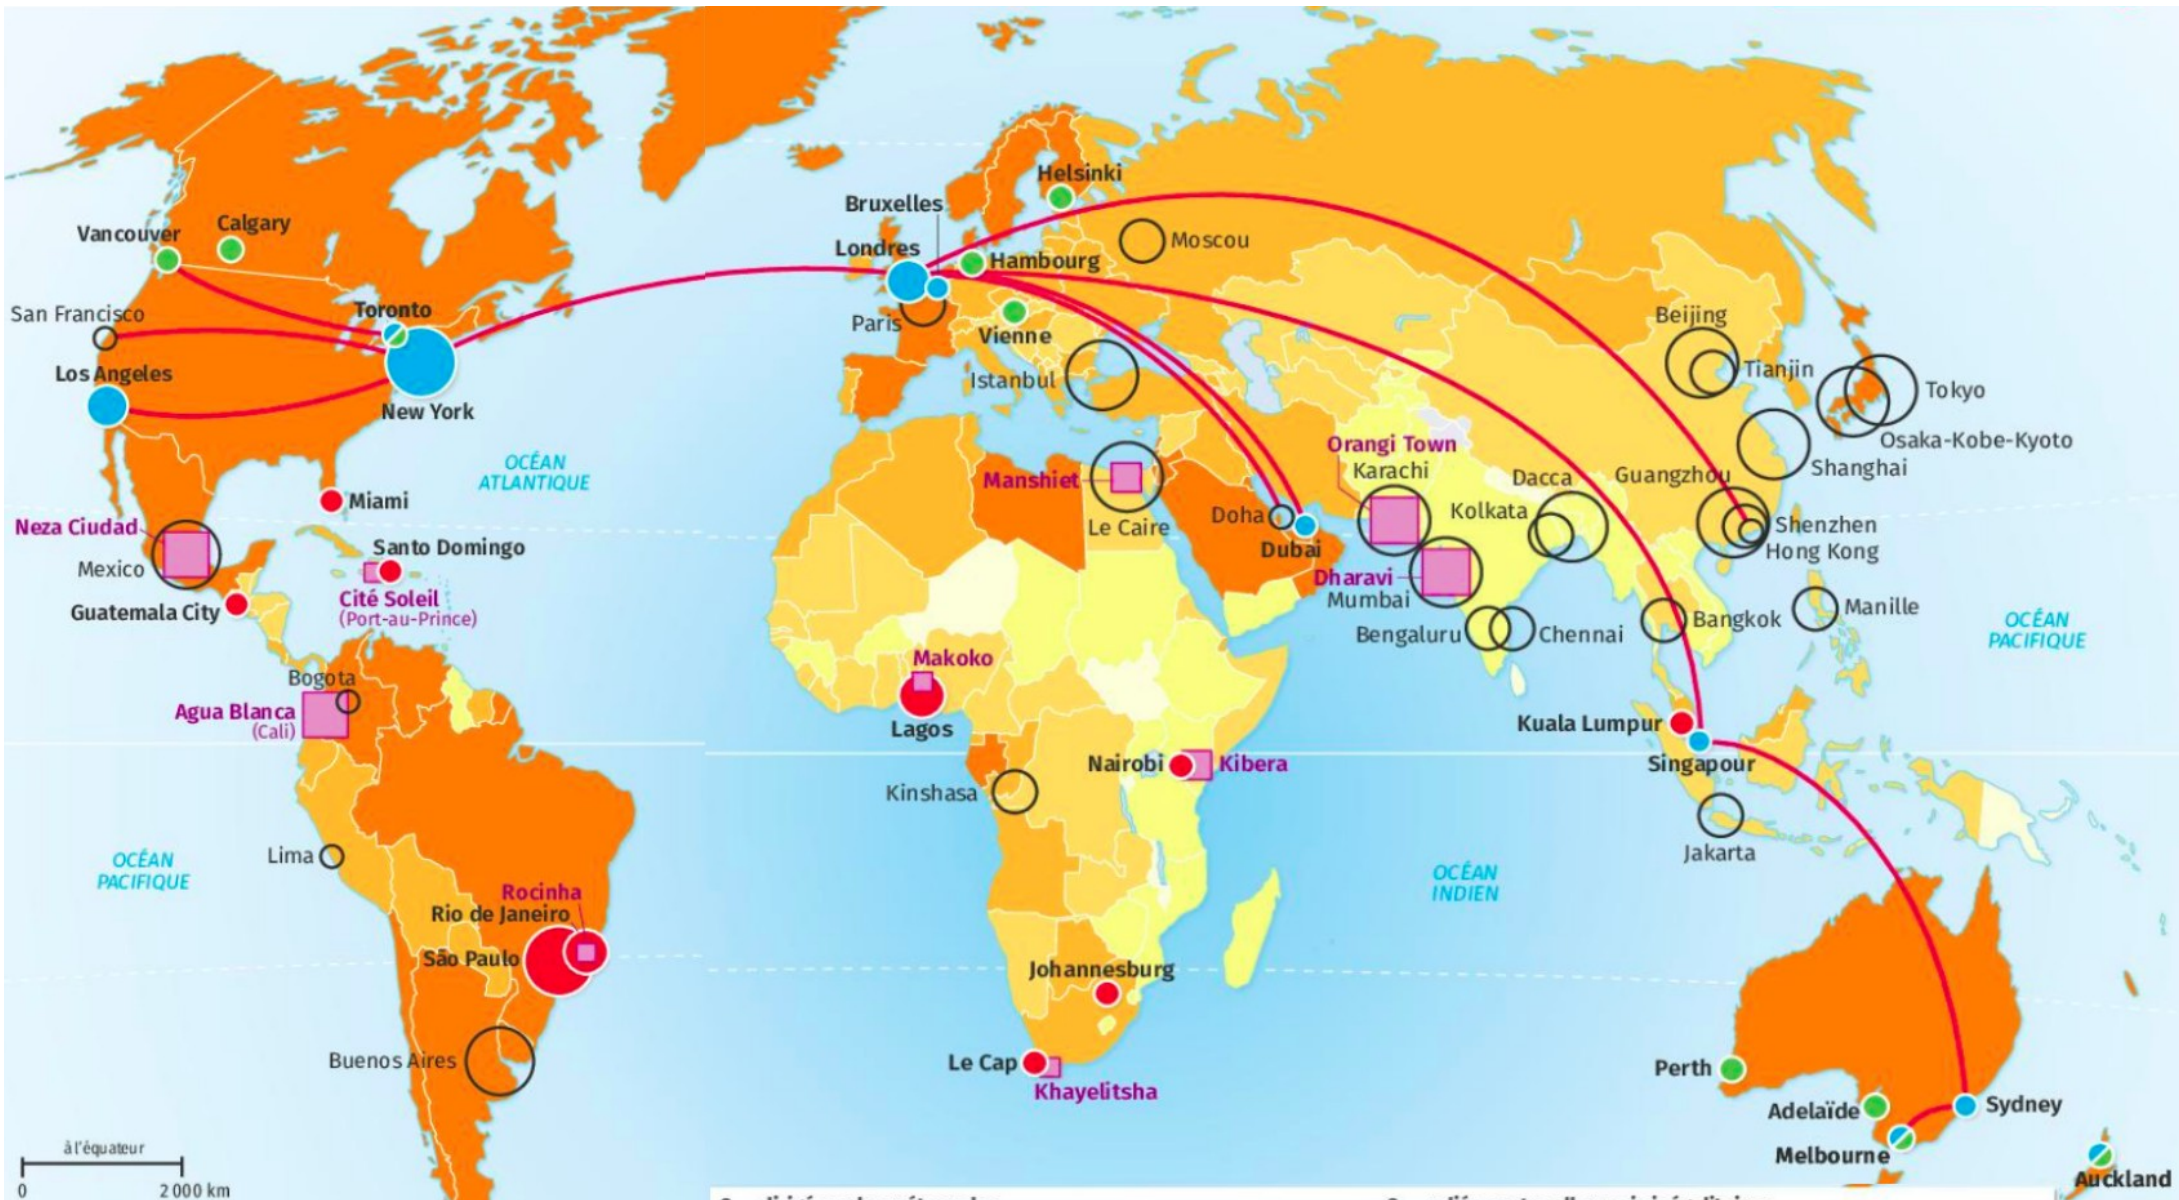 Helsinki
Bruxelles
Vancouver
Calgary
Londres
Hambourg
Moscou
San Francisco
Toronto
Paris
Vienne
Beijing
Los Angeles
Istanbul
Tianjin
New York
Tokyo
Osaka-Kobe-Kyoto
Orangi Town
Karachi
Shanghai
OCÉAN
ATLANTIQUE
Manshiet
Dacca
Guangzhou
Miami
Doha
Kolkata
Neza Ciudad
Le Caire
Shenzhen
Hong Kong
Santo Domingo
Dubai
Mexico
Dharavi
Mumbai
Cité Soleil
(Port-au-Prince)
Guatemala City
Manille
OCÉAN
PACIFIQUE
Bengaluru
Chennai
Bangkok
Makoko
Bogota
Agua Blanca
(Cali)
Lagos
Kuala Lumpur
Singapour
Nairobi
Kibera
Kinshasa
Lima
OCÉAN
PACIFIQUE
Jakarta
OCÉAN
INDIEN
Rocinha
Rio de Janeiro
São Paulo
Johannesburg
Buenos Aires
Le Cap
Khayelitsha
Perth
Adelaïde
Sydney
Melbourne
Auckland
à l'équateur
0 2 000 km